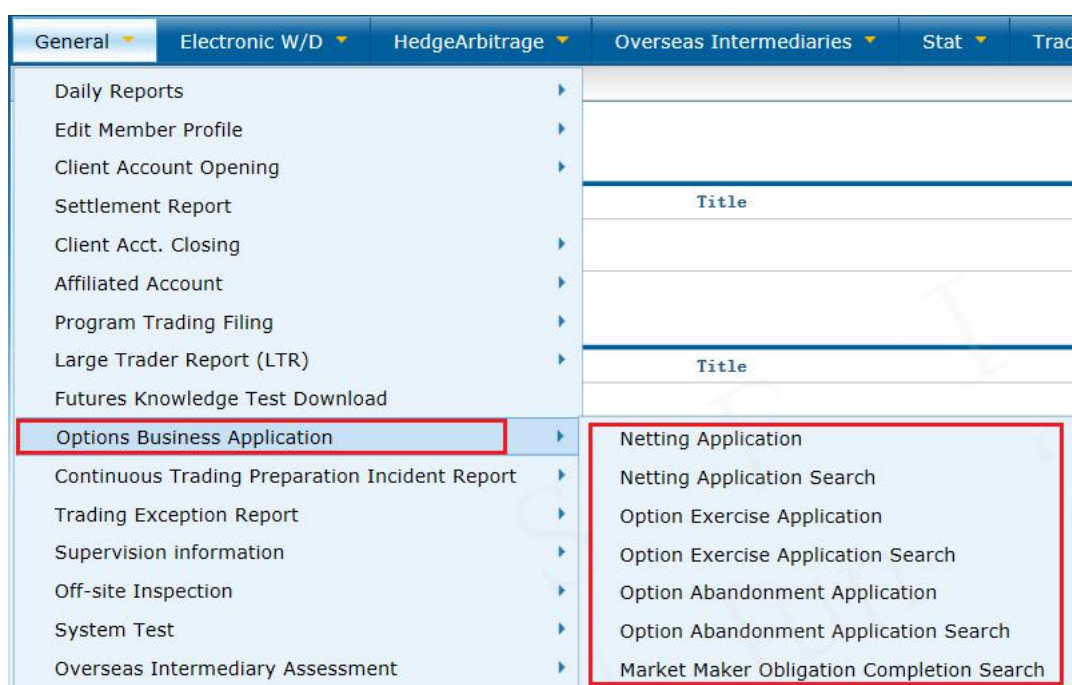 General Electronic W/D HedgeArbitrage Overseas Intermediaries Stat
Daily Reports
Edit Member Profile
Client Account Opening
Settlement Report
Title
Client Acct. Closing
Affiliated Account
Program Trading Filing
Large Trader Report (LTR)
Title
Futures Knowledge Test Download
Options Business Application
Continuous Trading Preparation Incident Report
Trading Exception Report
Supervision information
Off-site Inspection
System Test
Overseas Intermediary Assessment
Netting Application
Netting Application Search
Option Exercise Application
Option Exercise Application Search
Option Abandonment Application
Option Abandonment Application Search
Market Maker Obligation Completion Search